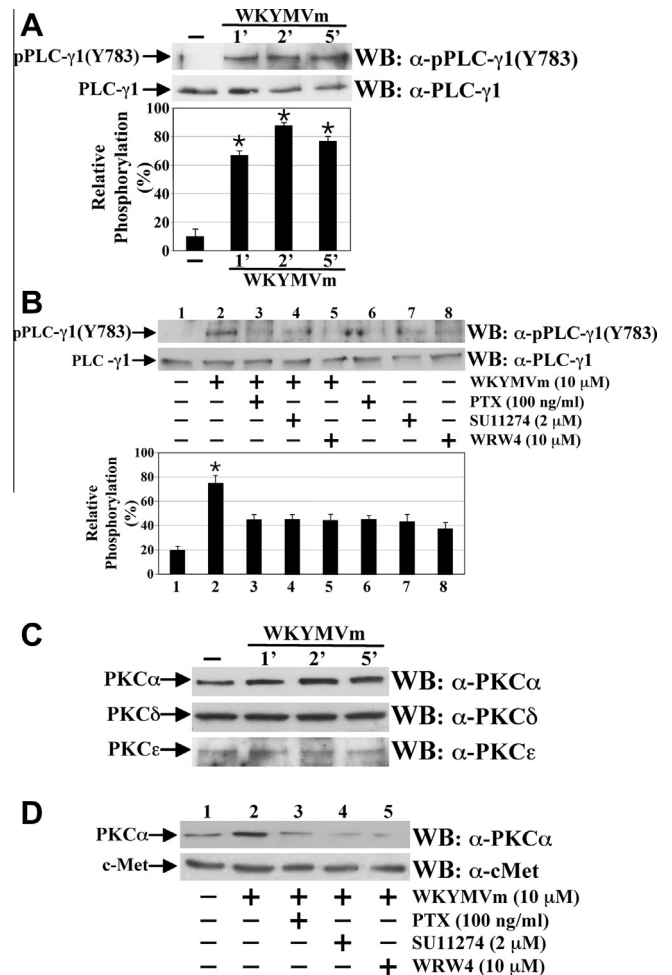 A
WKYMVm
– 1’ 2’ 5’
pPLC-γ1(Y783) WB: α-pPLC-γ1(Y783)
PLC-γ1 WB: α-PLC-γ1
Relative Phosphorylation (%)
100
80
60
40
20
0
* * *
– 1’ 2’ 5’
WKYMVm
B
1 2 3 4 5 6 7 8
pPLC-γ1(Y783) WB: α-pPLC-γ1(Y783)
PLC -γ1 WB: α-PLC-γ1
– + + + + – – – WKYMVm (10 μM)
– – + – – + – – PTX (100 ng/ml)
– – – + – – + – SU11274 (2 μM)
– – – – + – – + WRW4 (10 μM)
Relative Phosphorylation (%)
100
80
60
40
20
0
*
1 2 3 4 5 6 7 8
C
WKYMVm
– 1’ 2’ 5’
PKCα WB: α-PKCα
PKCδ WB: α-PKCδ
PKCε WB: α-PKCε
D
1 2 3 4 5
PKCα WB: α-PKCα
c-Met WB: α-cMet
– + + + + WKYMVm (10 μM)
– – + – – PTX (100 ng/ml)
– – – + – SU11274 (2 μM)
– – – – + WRW4 (10 μM)